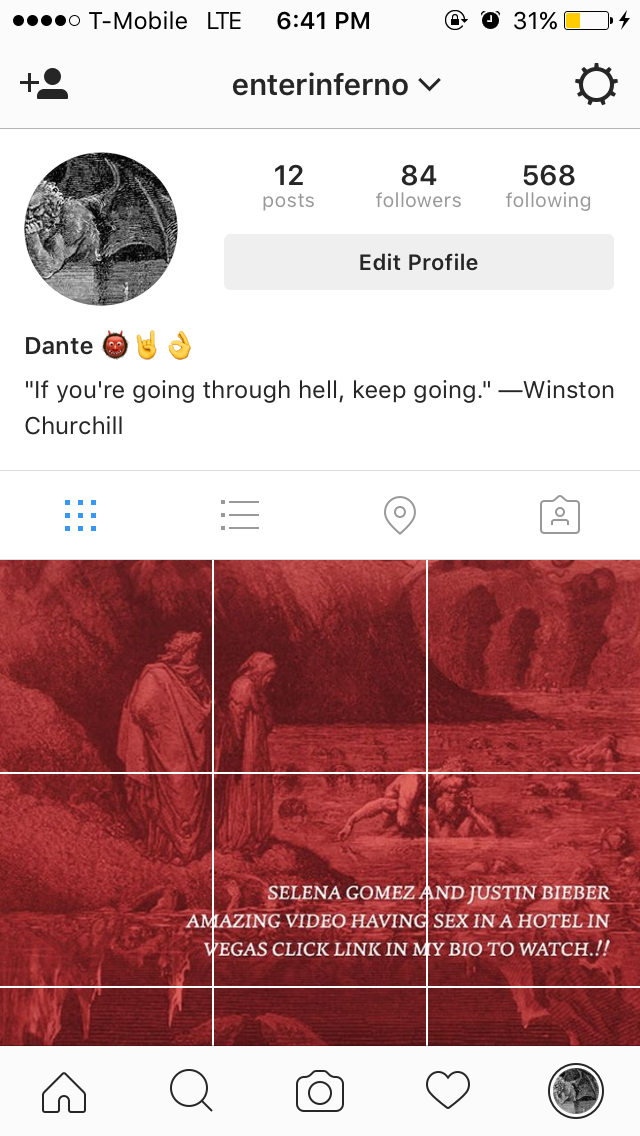 T-Mobile LTE 6:41 PM 31%
enterinferno
12 84 568
posts followers following
Edit Profile
Dante 👹🤘👌
"If you're going through hell, keep going." —Winston
Churchill
SELENA GOMEZ AND JUSTIN BIEBER
AMAZING VIDEO HAVING SEX IN A HOTEL IN
VEGAS CLICK LINK IN MY BIO TO WATCH.!!